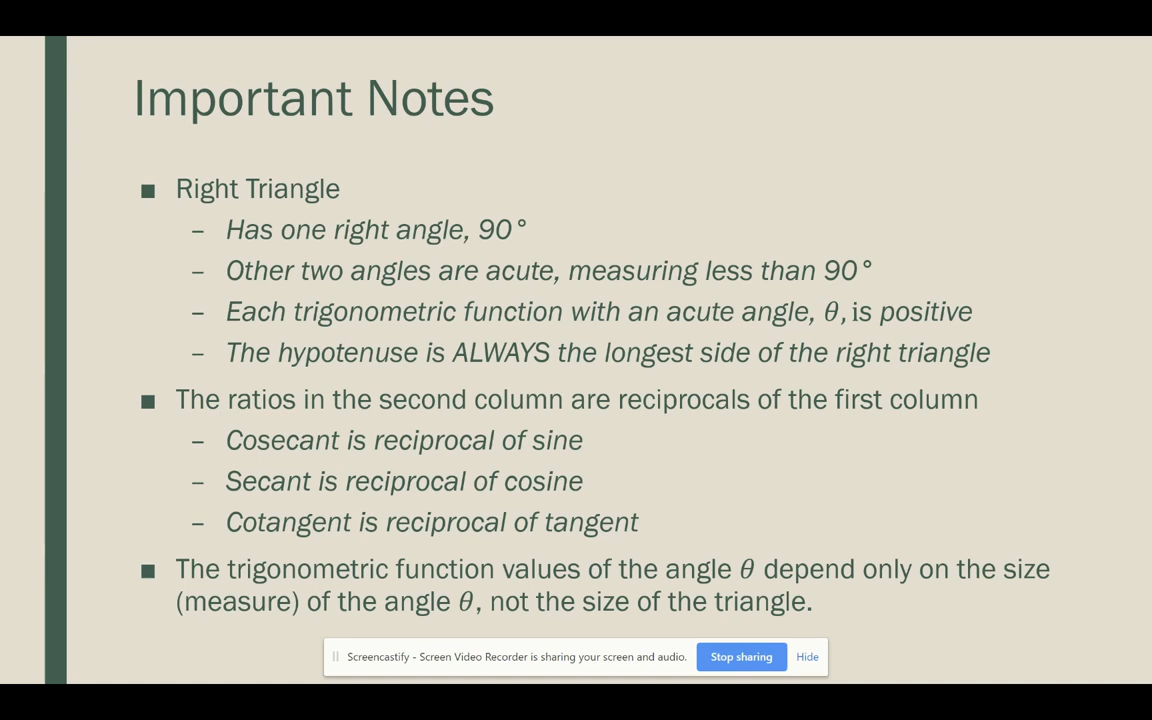 Important Notes
■ Right Triangle
– Has one right angle, 90°
– Other two angles are acute, measuring less than 90°
– Each trigonometric function with an acute angle, θ, is positive
– The hypotenuse is ALWAYS the longest side of the right triangle
■ The ratios in the second column are reciprocals of the first column
– Cosecant is reciprocal of sine
– Secant is reciprocal of cosine
– Cotangent is reciprocal of tangent
■ The trigonometric function values of the angle θ depend only on the size
(measure) of the angle θ, not the size of the triangle.
Screencastify - Screen Video Recorder is sharing your screen and audio. Stop sharing Hide